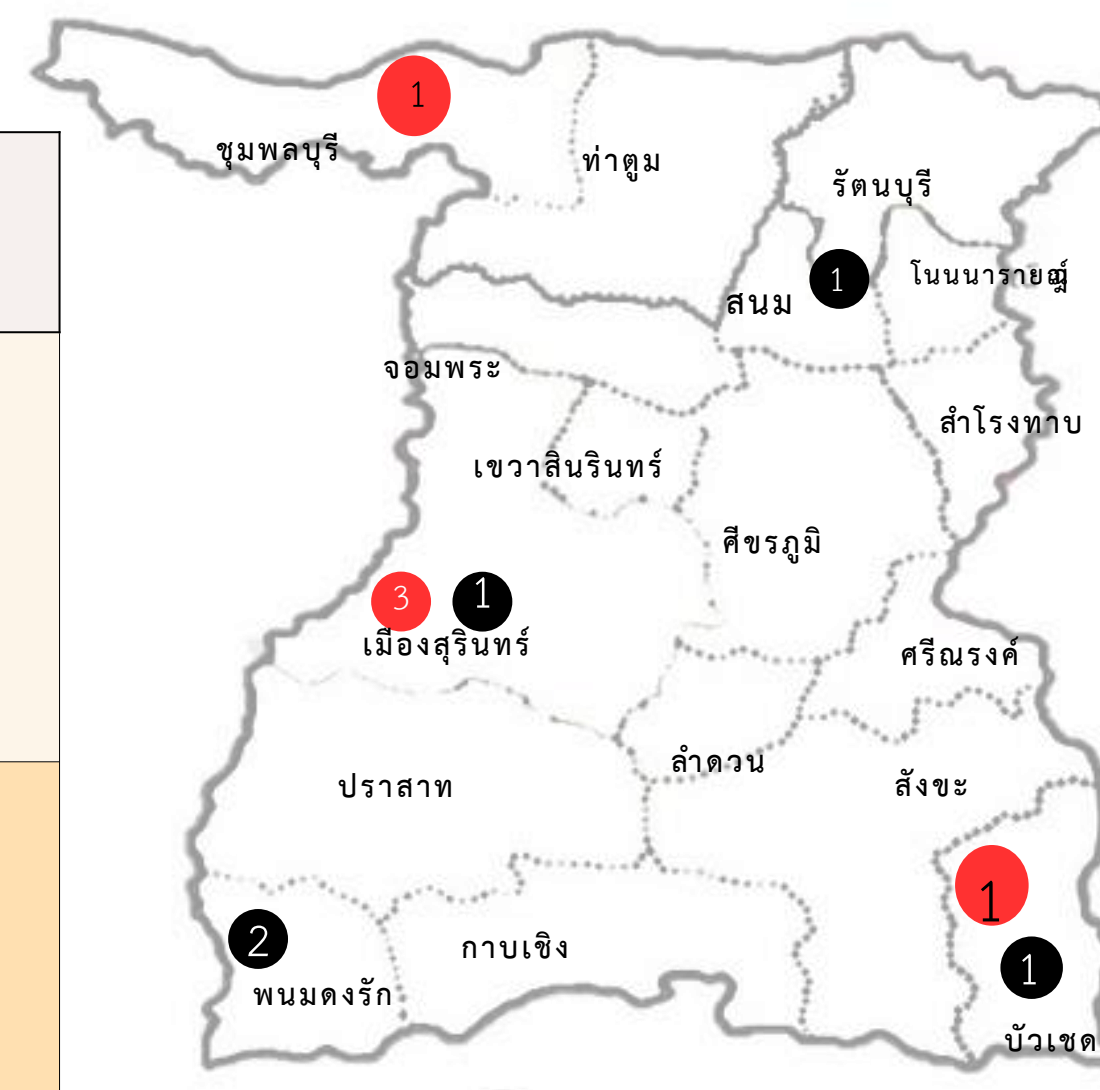 1
ชุมพลบุรี
ท่าตูม
รัตนบุรี
1
โนนนารายณ์
สนม
จอมพระ
สำโรงทาบ
เขวาสินรินทร์
ศีขรภูมิ
3
1
เมืองสุรินทร์
ศรีณรงค์
ลำดวน
ปราสาท
สังขะ
1
2
กาบเชิง
1
พนมดงรัก
บัวเชด